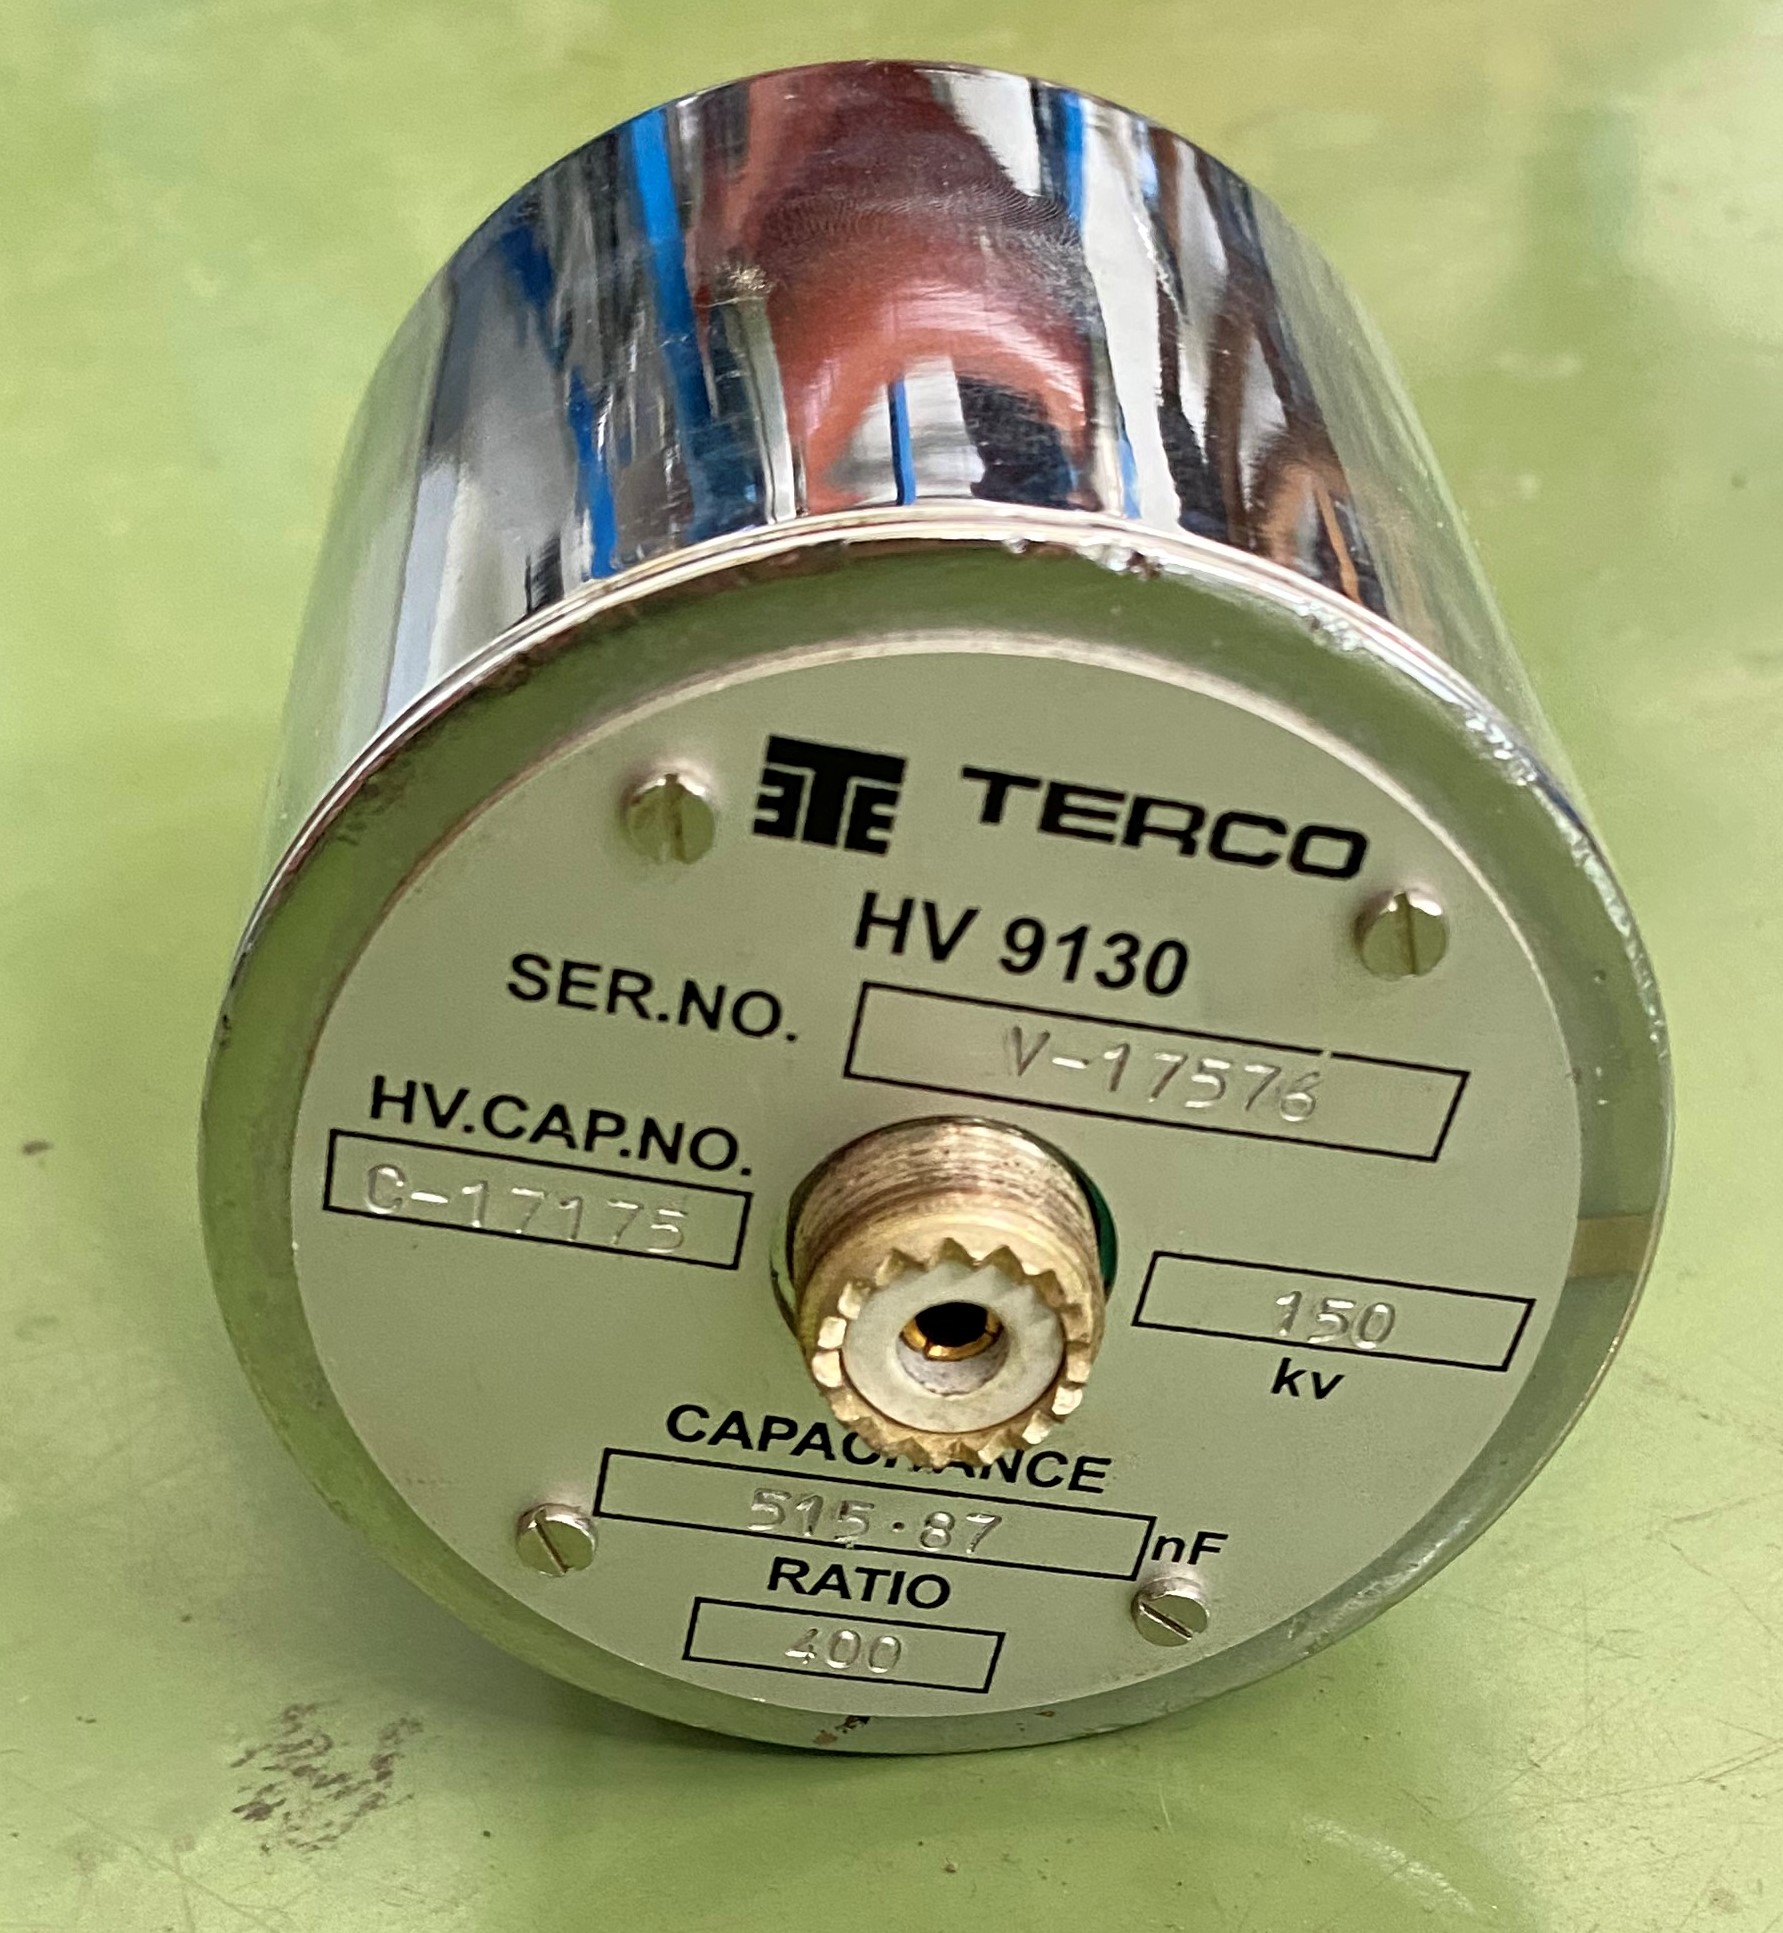 TERCO
HV 9130
SER.NO. V-17576
HV.CAP.NO.
C-17175
150
kv
CAPACITANCE
515.87 nF
RATIO
400